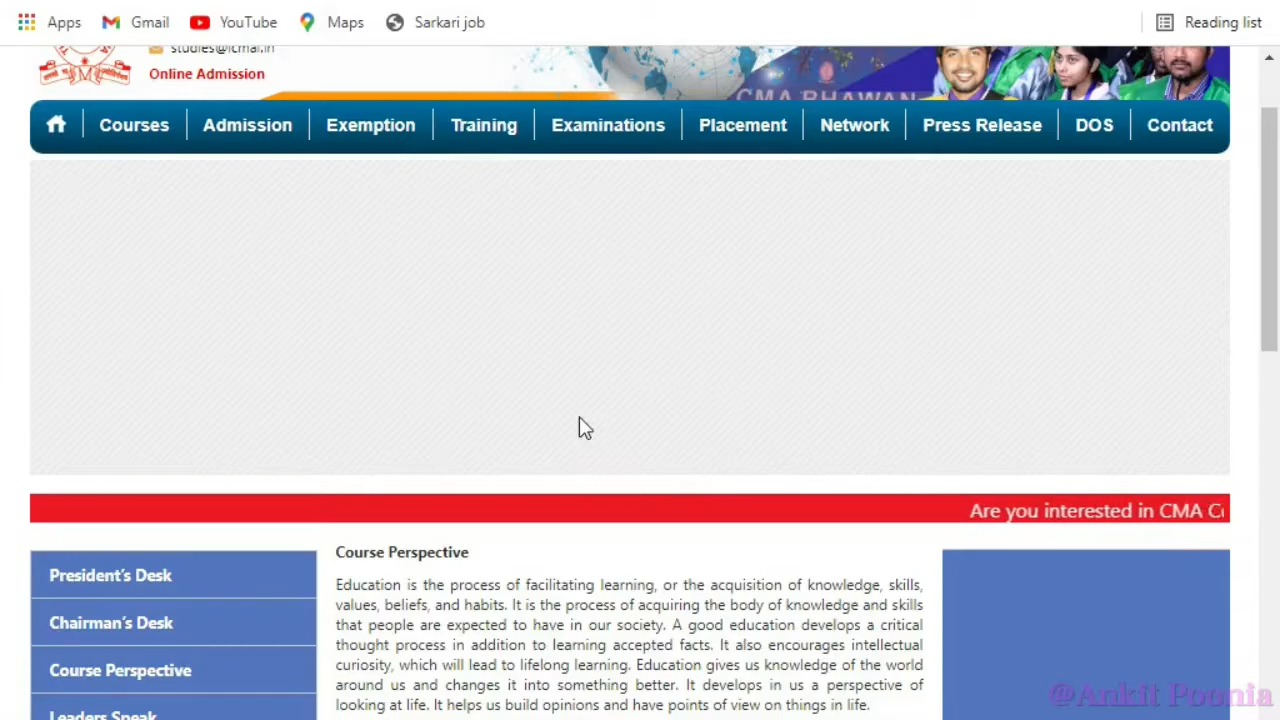 Apps Gmail YouTube Maps Sarkari job Reading list
studies@icmai.in
Online Admission
CMA BHAWAN
Courses Admission Exemption Training Examinations Placement Network Press Release DOS Contact
Are you interested in CMA
President's Desk
Chairman's Desk
Course Perspective
Leaders Speak
Course Perspective
Education is the process of facilitating learning, or the acquisition of knowledge, skills,
values, beliefs, and habits. It is the process of acquiring the body of knowledge and skills
that people are expected to have in our society. A good education develops a critical
thought process in addition to learning accepted facts. It also encourages intellectual
curiosity, which will lead to lifelong learning. Education gives us knowledge of the world
around us and changes it into something better. It develops in us a perspective of
looking at life. It helps us build opinions and have points of view on things in life.
@Ankit Poonia